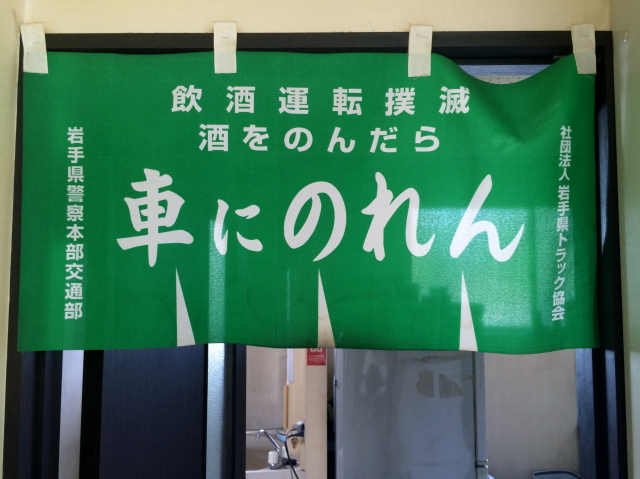 飲酒運転撲滅
酒をのんだら
車にのれん
社団法人 岩手県トラック協会
岩手県警察本部交通部